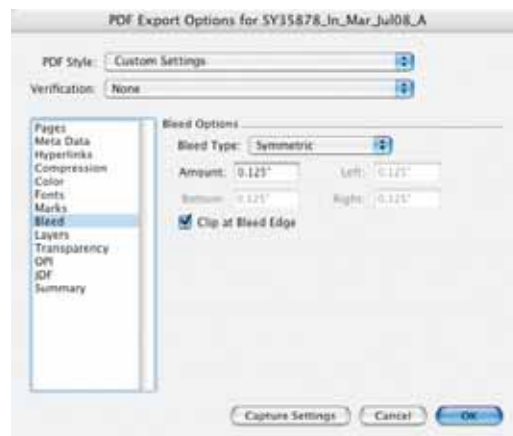 PDF Export Options for SY35878_In_Mar_Jul08_A
PDF Style: Custom Settings
Verification: None
Pages
Meta Data
Hyperlinks
Compression
Color
Fonts
Marks
Bleed
Layers
Transparency
OPI
JDF
Summary
Bleed Options
Bleed Type: Symmetric
Amount: 0.125" Left: 0.125"
Bottom: 0.125" Right: 0.125"
Clip at Bleed Edge
Capture Settings Cancel OK